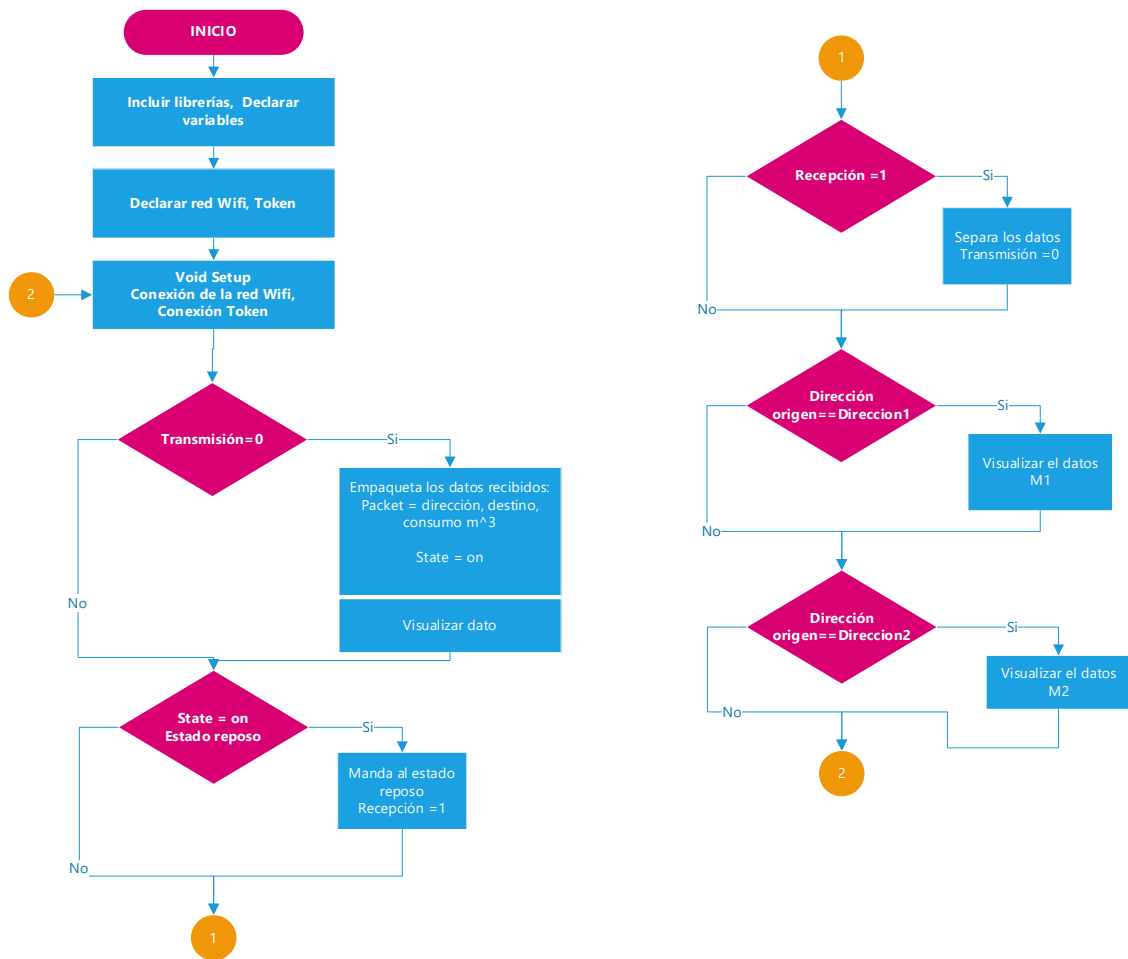 INICIO
Incluir librerías, Declarar
variables
Declarar red Wifi, Token
2
Void Setup
Conexión de la red Wifi,
Conexión Token
Transmisión=0
Si
Empaqueta los datos recibidos:
Packet = dirección, destino,
consumo m^3
State = on
No
Visualizar dato
State = on
Estado reposo
Si
Manda al estado
reposo
Recepción =1
No
1
1
Recepción =1
Si
Separa los datos
Transmisión =0
No
Dirección
origen==Direccion1
Si
Visualizar el datos
M1
No
Dirección
origen==Direccion2
Si
Visualizar el datos
M2
No
2